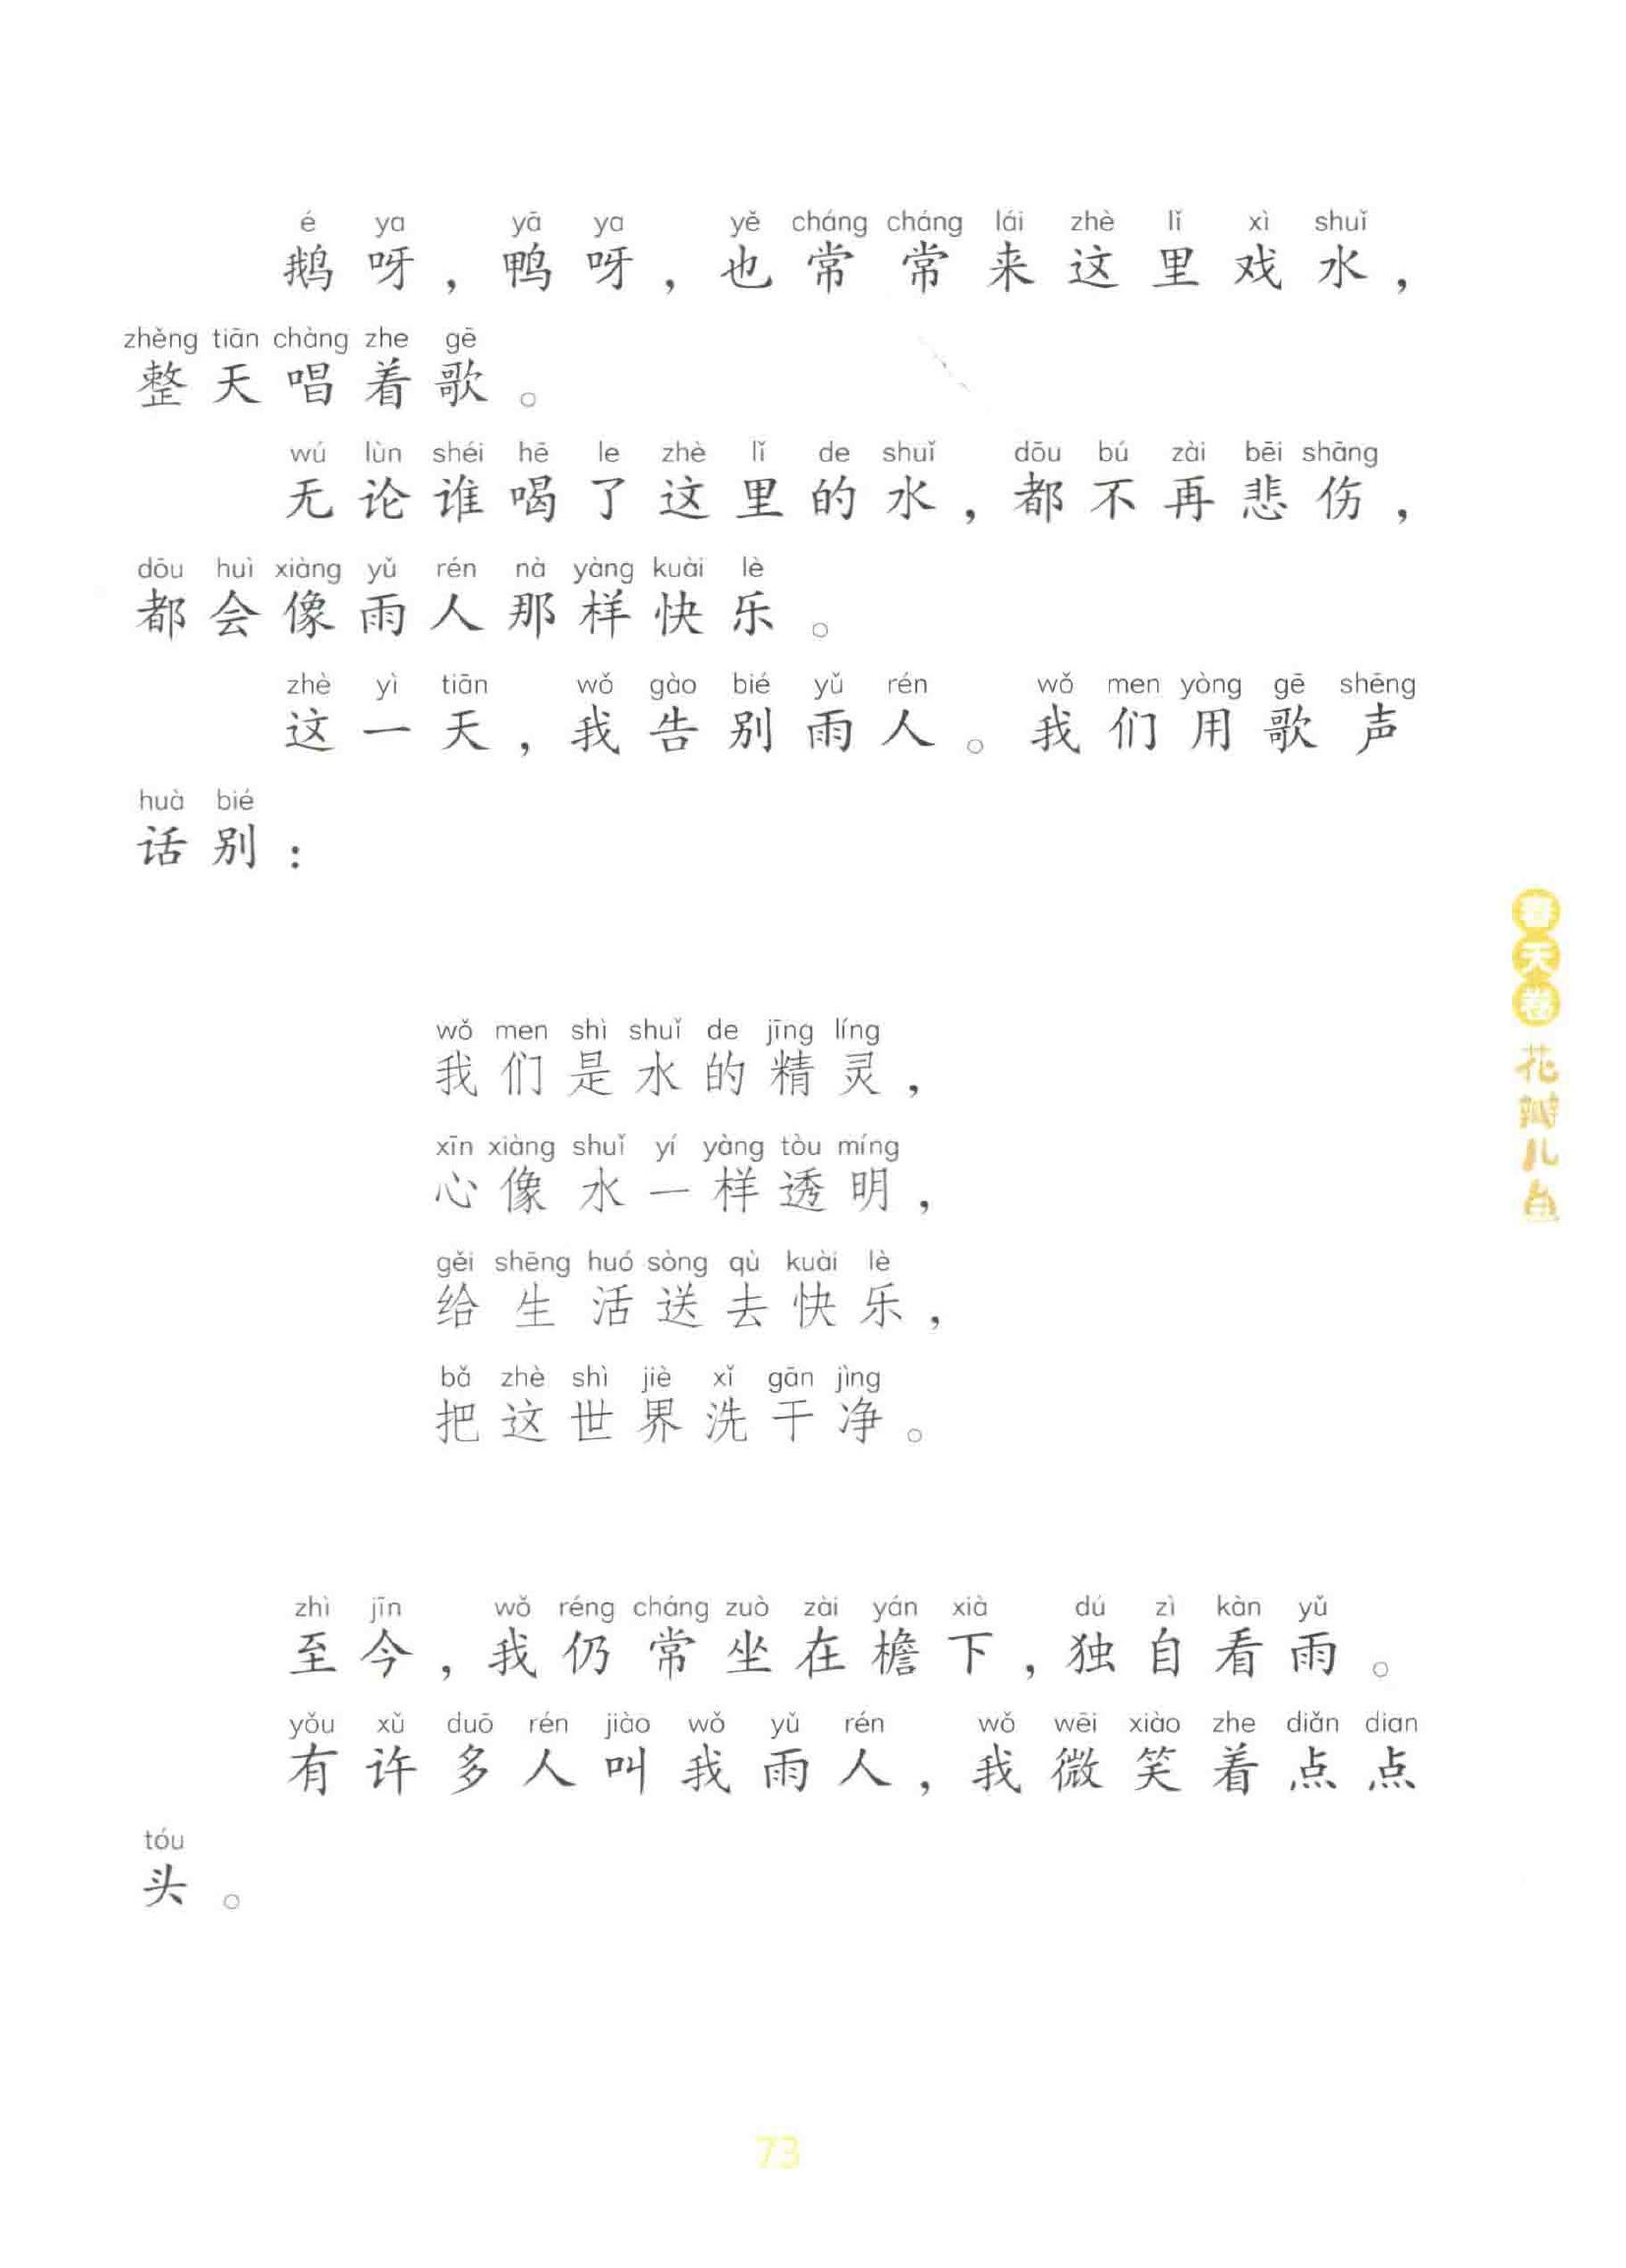 é ya yā ya yě cháng cháng lái zhè lǐ xì shuǐ
鹅呀，鸭呀，也常常来这里戏水，
zhěng tiān chàng zhe gē
整天唱着歌。
wú lùn shéi hē le zhè lǐ de shuǐ dōu bú zài bēi shāng
无论谁喝了这里的水，都不再悲伤，
dōu huì xiàng yǔ rén nà yàng kuài lè
都会像雨人那样快乐。
zhè yì tiān wǒ gào bié yǔ rén wǒ men yòng gē shēng
这一天，我告别雨人。我们用歌声
huà bié
话别：
wǒ men shì shuǐ de jīng líng
我们是水的精灵，
xīn xiàng shuǐ yí yàng tòu míng
心像水一样透明，
gěi shēng huó sòng qù kuài lè
给生活送去快乐，
bǎ zhè shì jiè xǐ gān jìng
把这世界洗干净。
zhì jīn wǒ réng cháng zuò zài yán xià dú zì kàn yǔ
至今，我仍常坐在檐下，独自看雨。
yǒu xǔ duō rén jiào wǒ yǔ rén wǒ wēi xiào zhe diǎn dian
有许多人叫我雨人，我微笑着点点
tóu
头。
春天卷 花瓣儿鱼
73